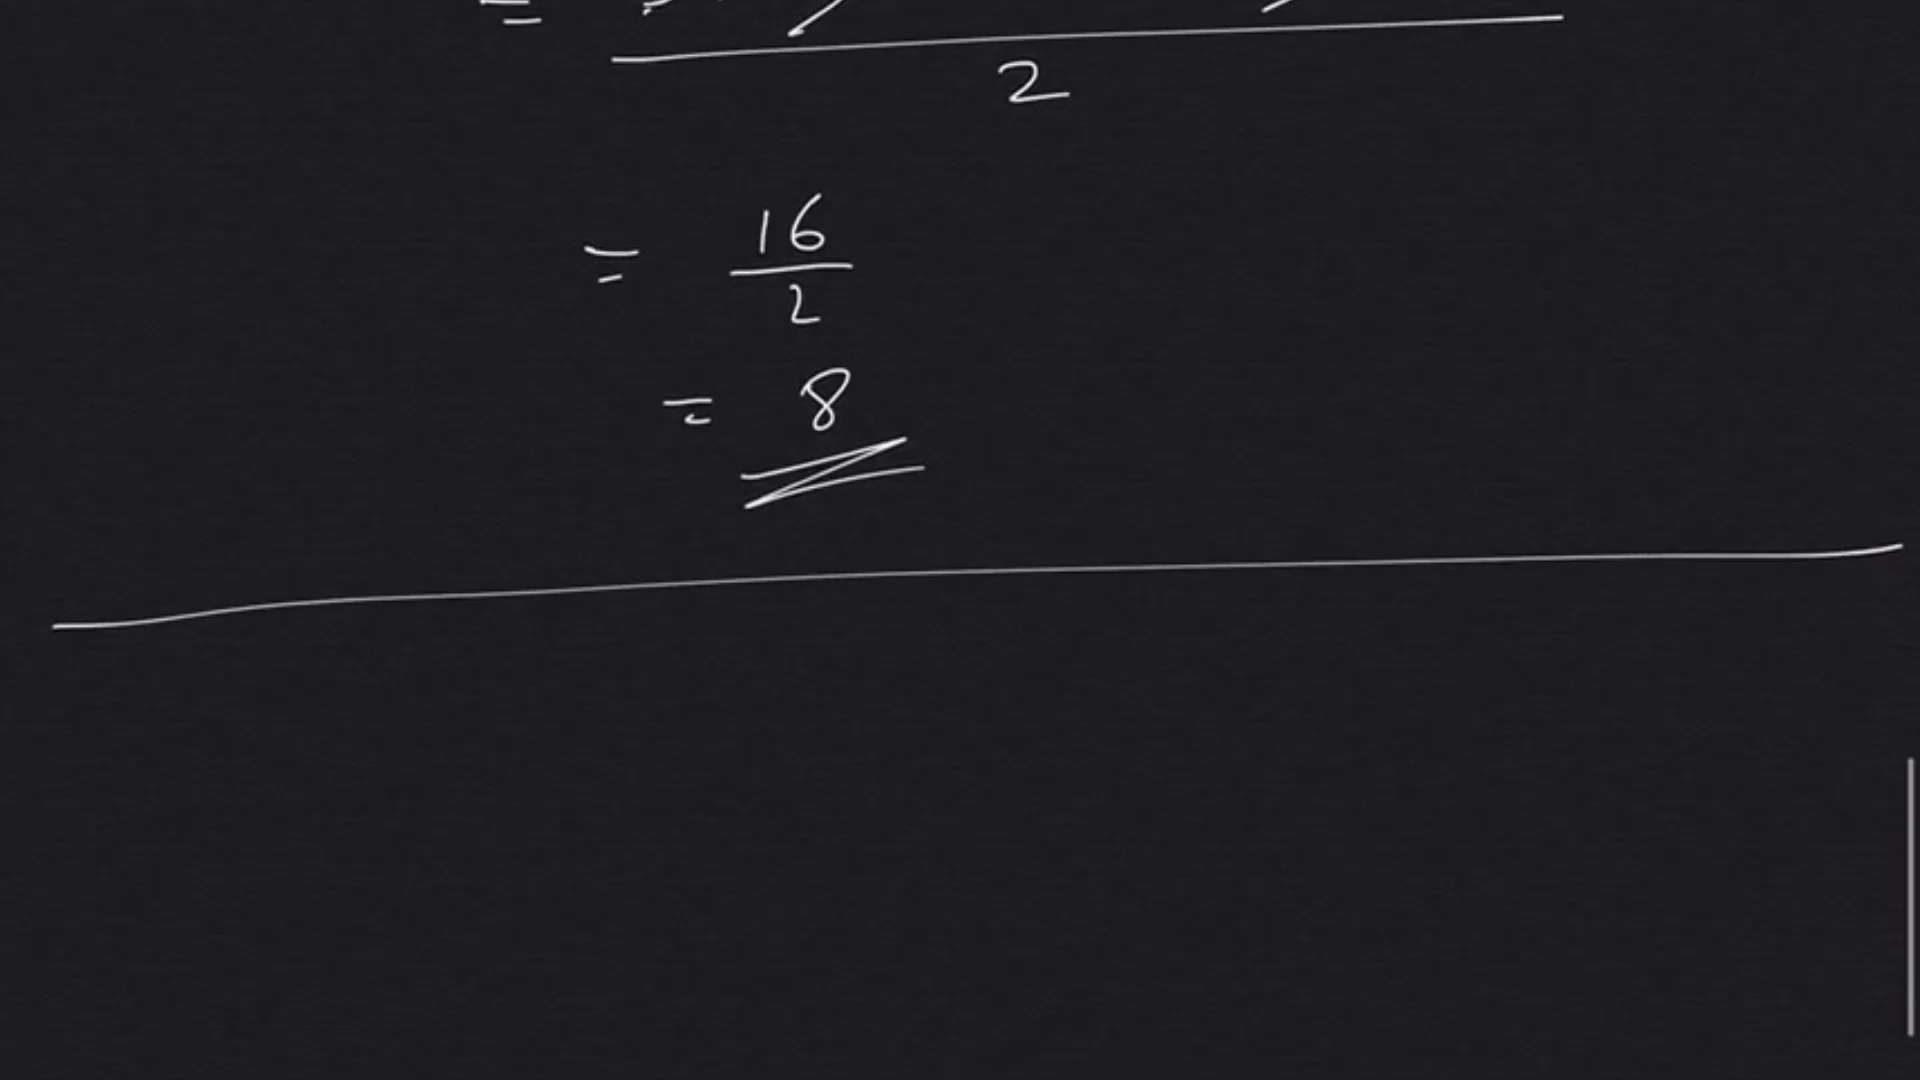 =
2
= 16/2
= 8